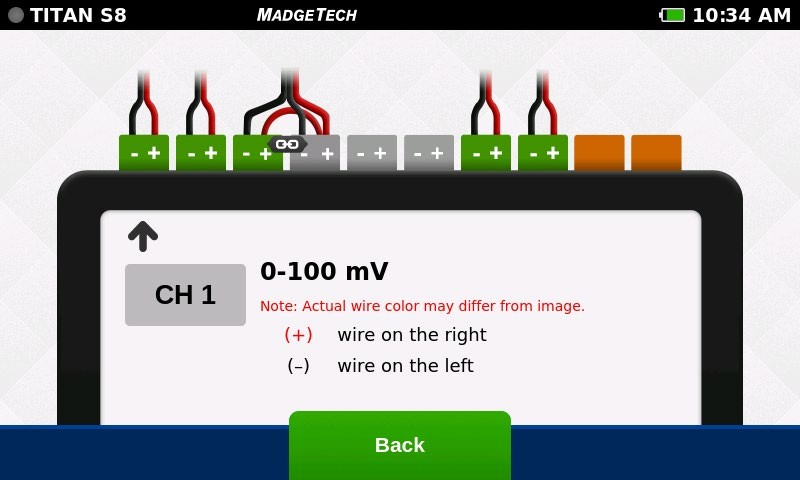 TITAN S8
MADGETECH
10:34 AM
- +
- +
- +
- +
- +
- +
- +
- +
CH 1
0-100 mV
Note: Actual wire color may differ from image.
(+) wire on the right
(–) wire on the left
Back